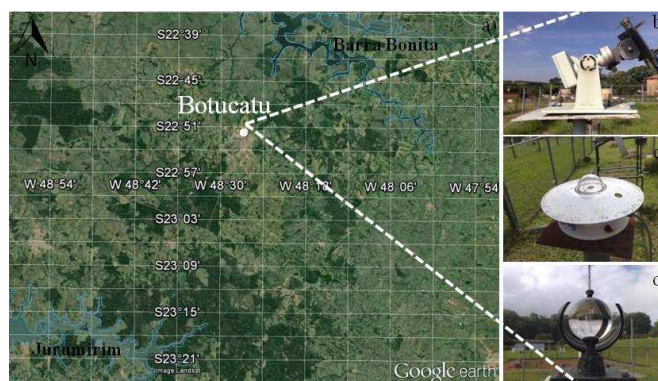 a)
S22°39'
Barra Bonita
N
S22°45'
Botucatu
S22°51'
S22°57'
W 48°54' W 48°42' W 48°30' W 48°18' W 48°06' W 47°54'
S23°03'
S23°09'
S23°15'
Jurumirim
S23°21'
Image Landsat
Google earth
b
c
d